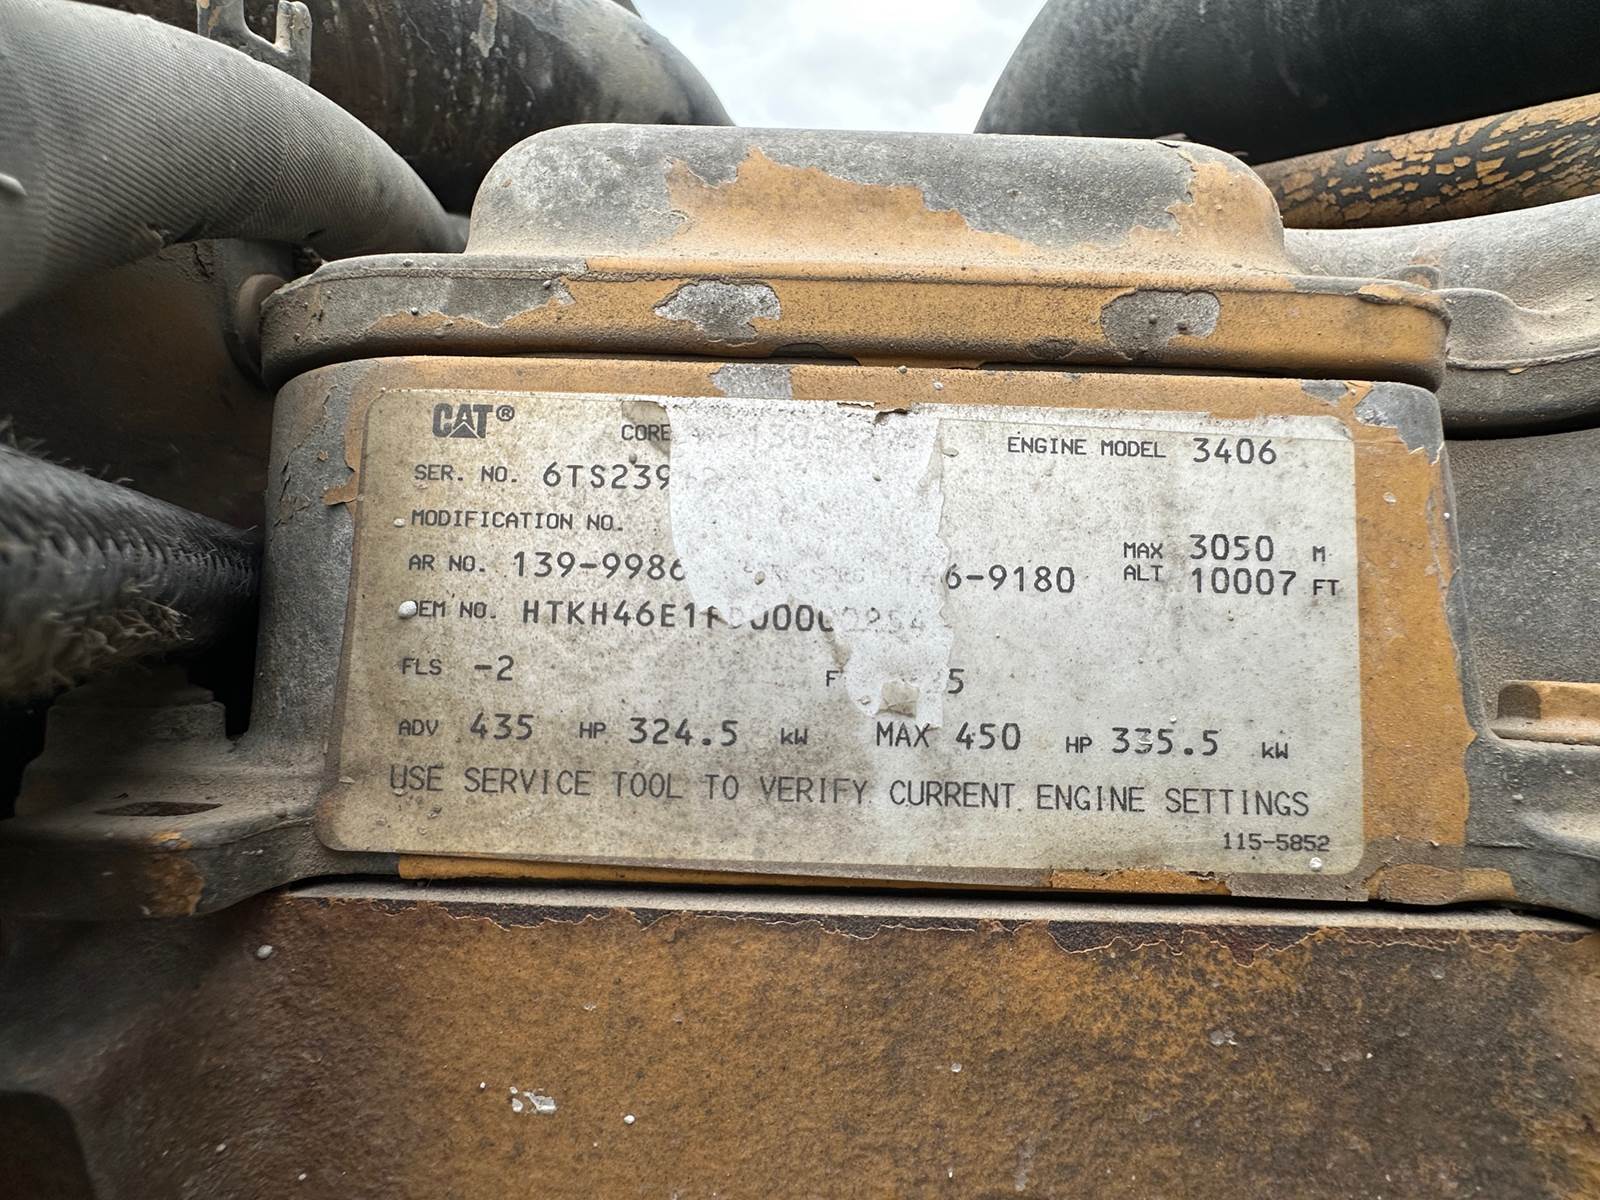 CAT® CORE ENGINE MODEL 3406
SER. NO. 6TS239
MODIFICATION NO.
AR NO. 139-9986 6-9180 MAX ALT 3050 M 10007 FT
OEM NO.
FLS -2
ADV 435 HP 324.5 kW MAX 450 HP 335.5 kW
USE SERVICE TOOL TO VERIFY CURRENT ENGINE SETTINGS
115-5852